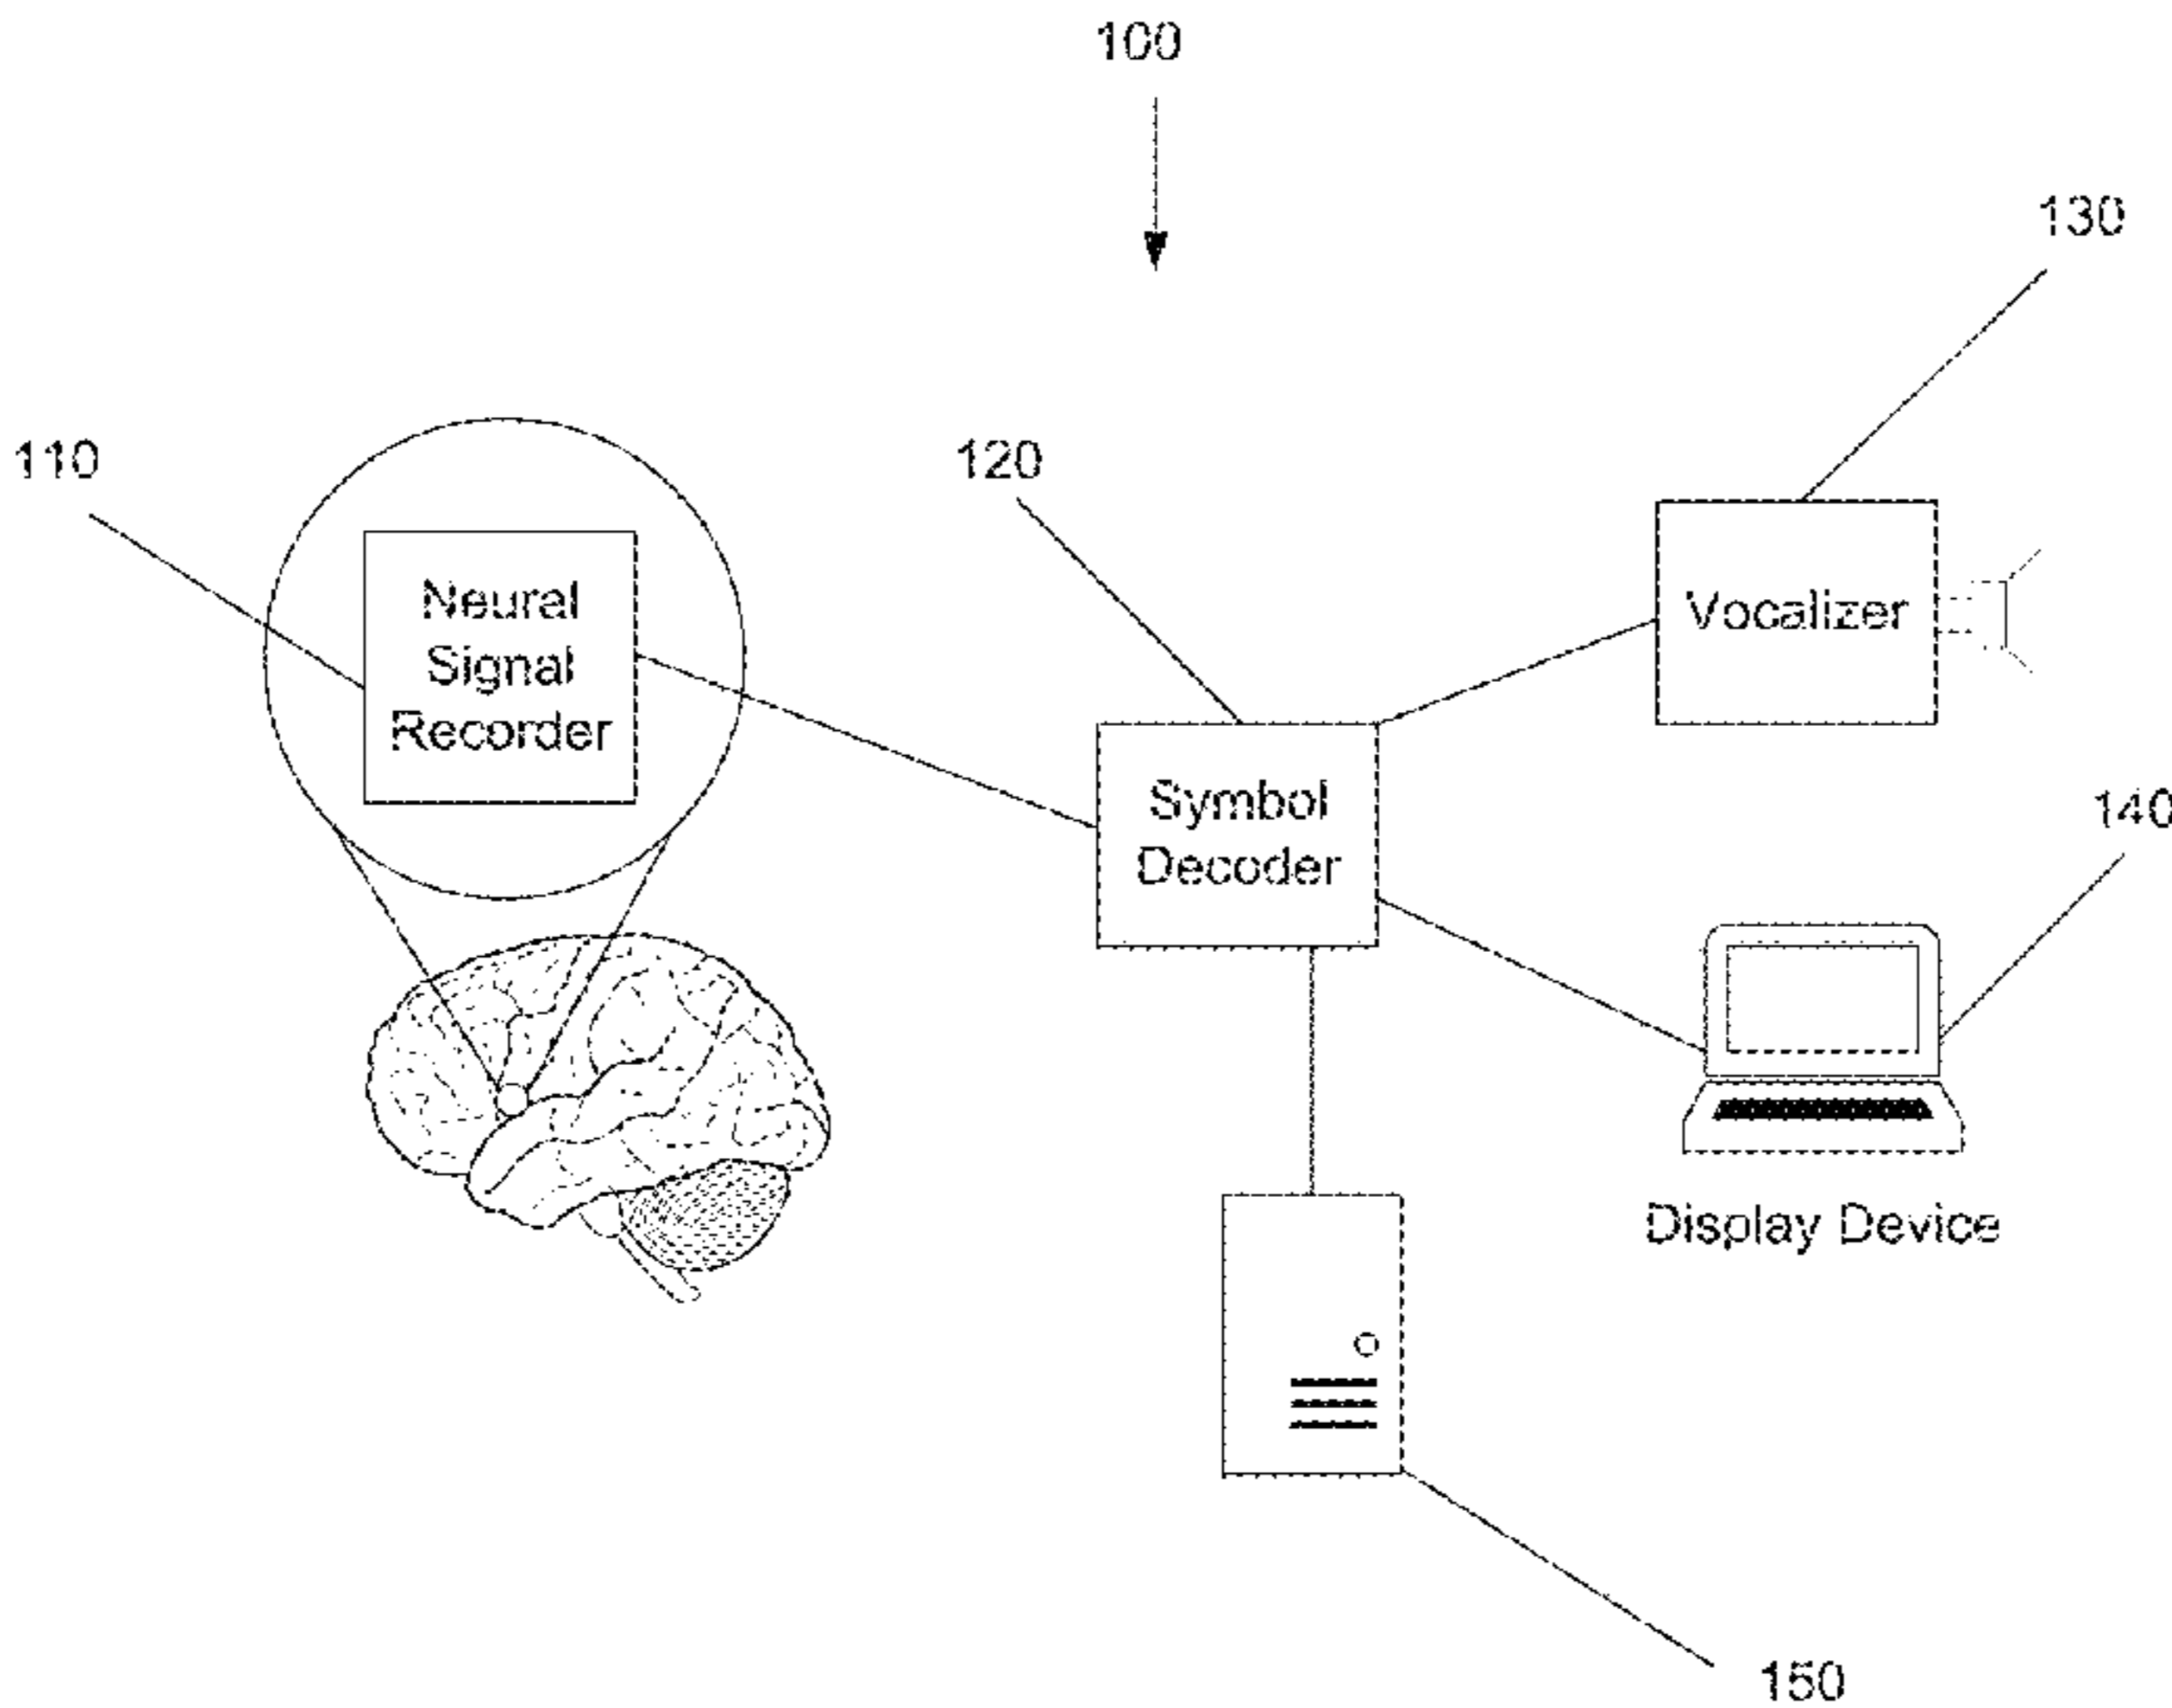 100
130
110
120
Neural
Signal
Recorder
Vocalizer
Symbol
Decoder
140
Display Device
150